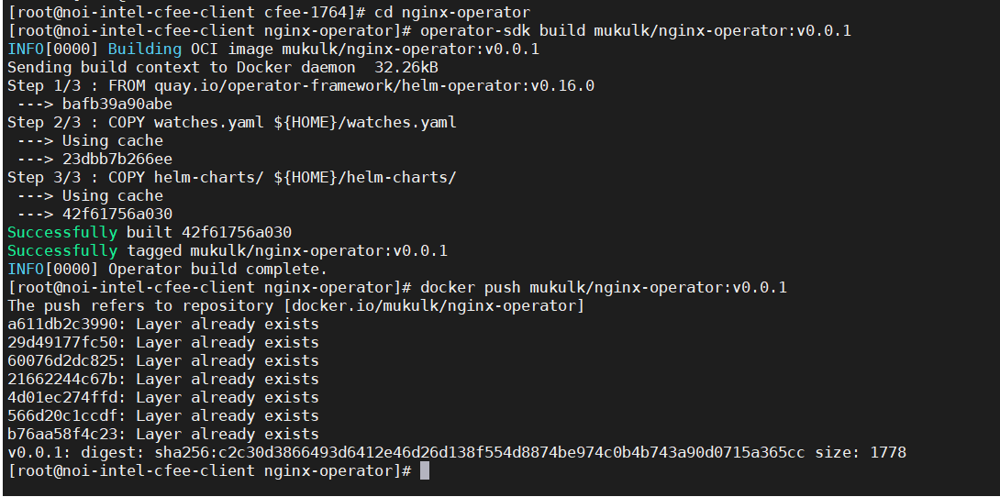 [root@noi-intel-cfee-client cfee-1764]# cd nginx-operator
[root@noi-intel-cfee-client nginx-operator]# operator-sdk build mukulk/nginx-operator:v0.0.1
INFO[0000] Building OCI image mukulk/nginx-operator:v0.0.1
Sending build context to Docker daemon  32.26kB
Step 1/3 : FROM quay.io/operator-framework/helm-operator:v0.16.0
 ---> bafb39a90abe
Step 2/3 : COPY watches.yaml ${HOME}/watches.yaml
 ---> Using cache
 ---> 23dbb7b266ee
Step 3/3 : COPY helm-charts/ ${HOME}/helm-charts/
 ---> Using cache
 ---> 42f61756a030
Successfully built 42f61756a030
Successfully tagged mukulk/nginx-operator:v0.0.1
INFO[0000] Operator build complete.
[root@noi-intel-cfee-client nginx-operator]# docker push mukulk/nginx-operator:v0.0.1
The push refers to repository [docker.io/mukulk/nginx-operator]
a611db2c3990: Layer already exists
29d49177fc50: Layer already exists
60076d2dc825: Layer already exists
21662244c67b: Layer already exists
4d01ec274ffd: Layer already exists
566d20c1ccdf: Layer already exists
b76aa58f4c23: Layer already exists
v0.0.1: digest: sha256:c2c30d3866493d6412e46d26d138f554d8874be974c0b4b743a90d0715a365cc size: 1778
[root@noi-intel-cfee-client nginx-operator]#